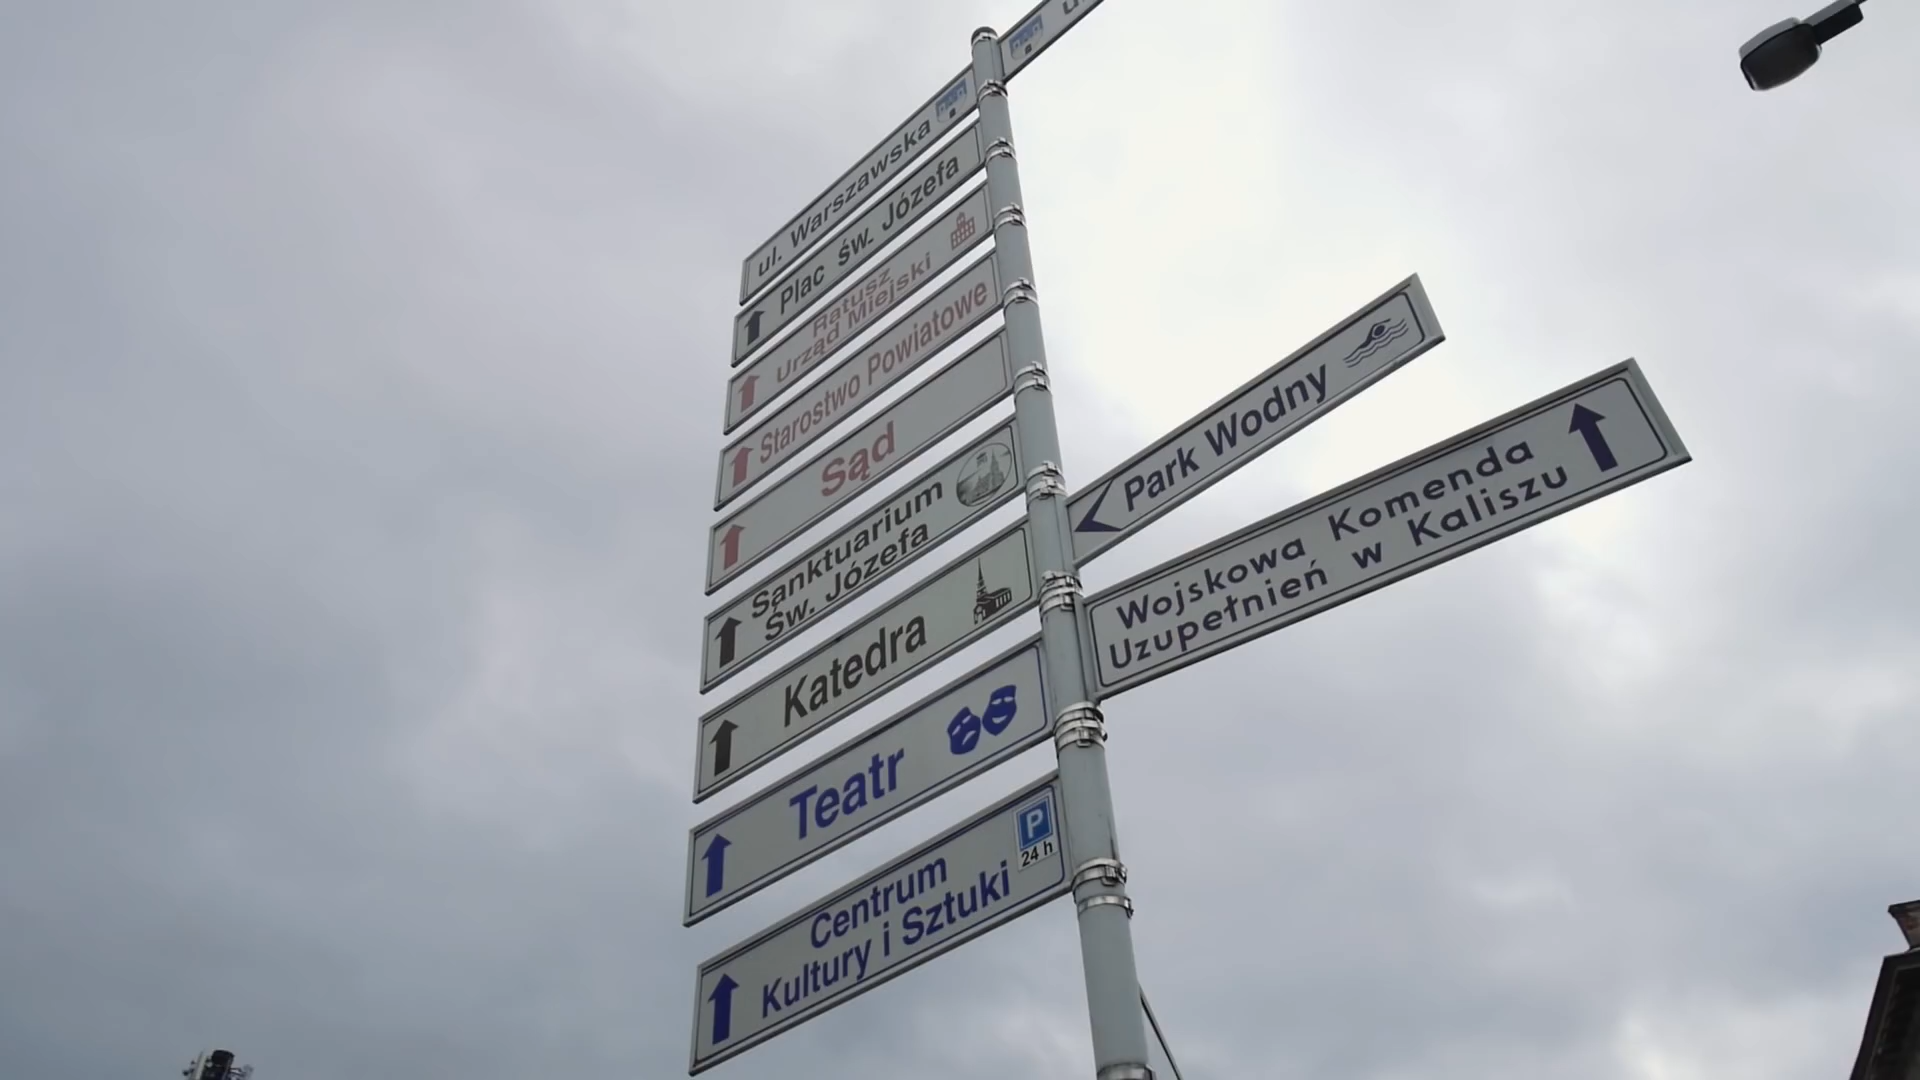 ul. Warszawska
Plac św. Józefa
Ratusz
Urząd Miejski
Starostwo Powiatowe
Sąd
Sanktuarium
Św. Józefa
Katedra
Teatr
P
24 h
Centrum
Kultury i Sztuki
Park Wodny
Wojskowa Komenda
Uzupełnień w Kaliszu